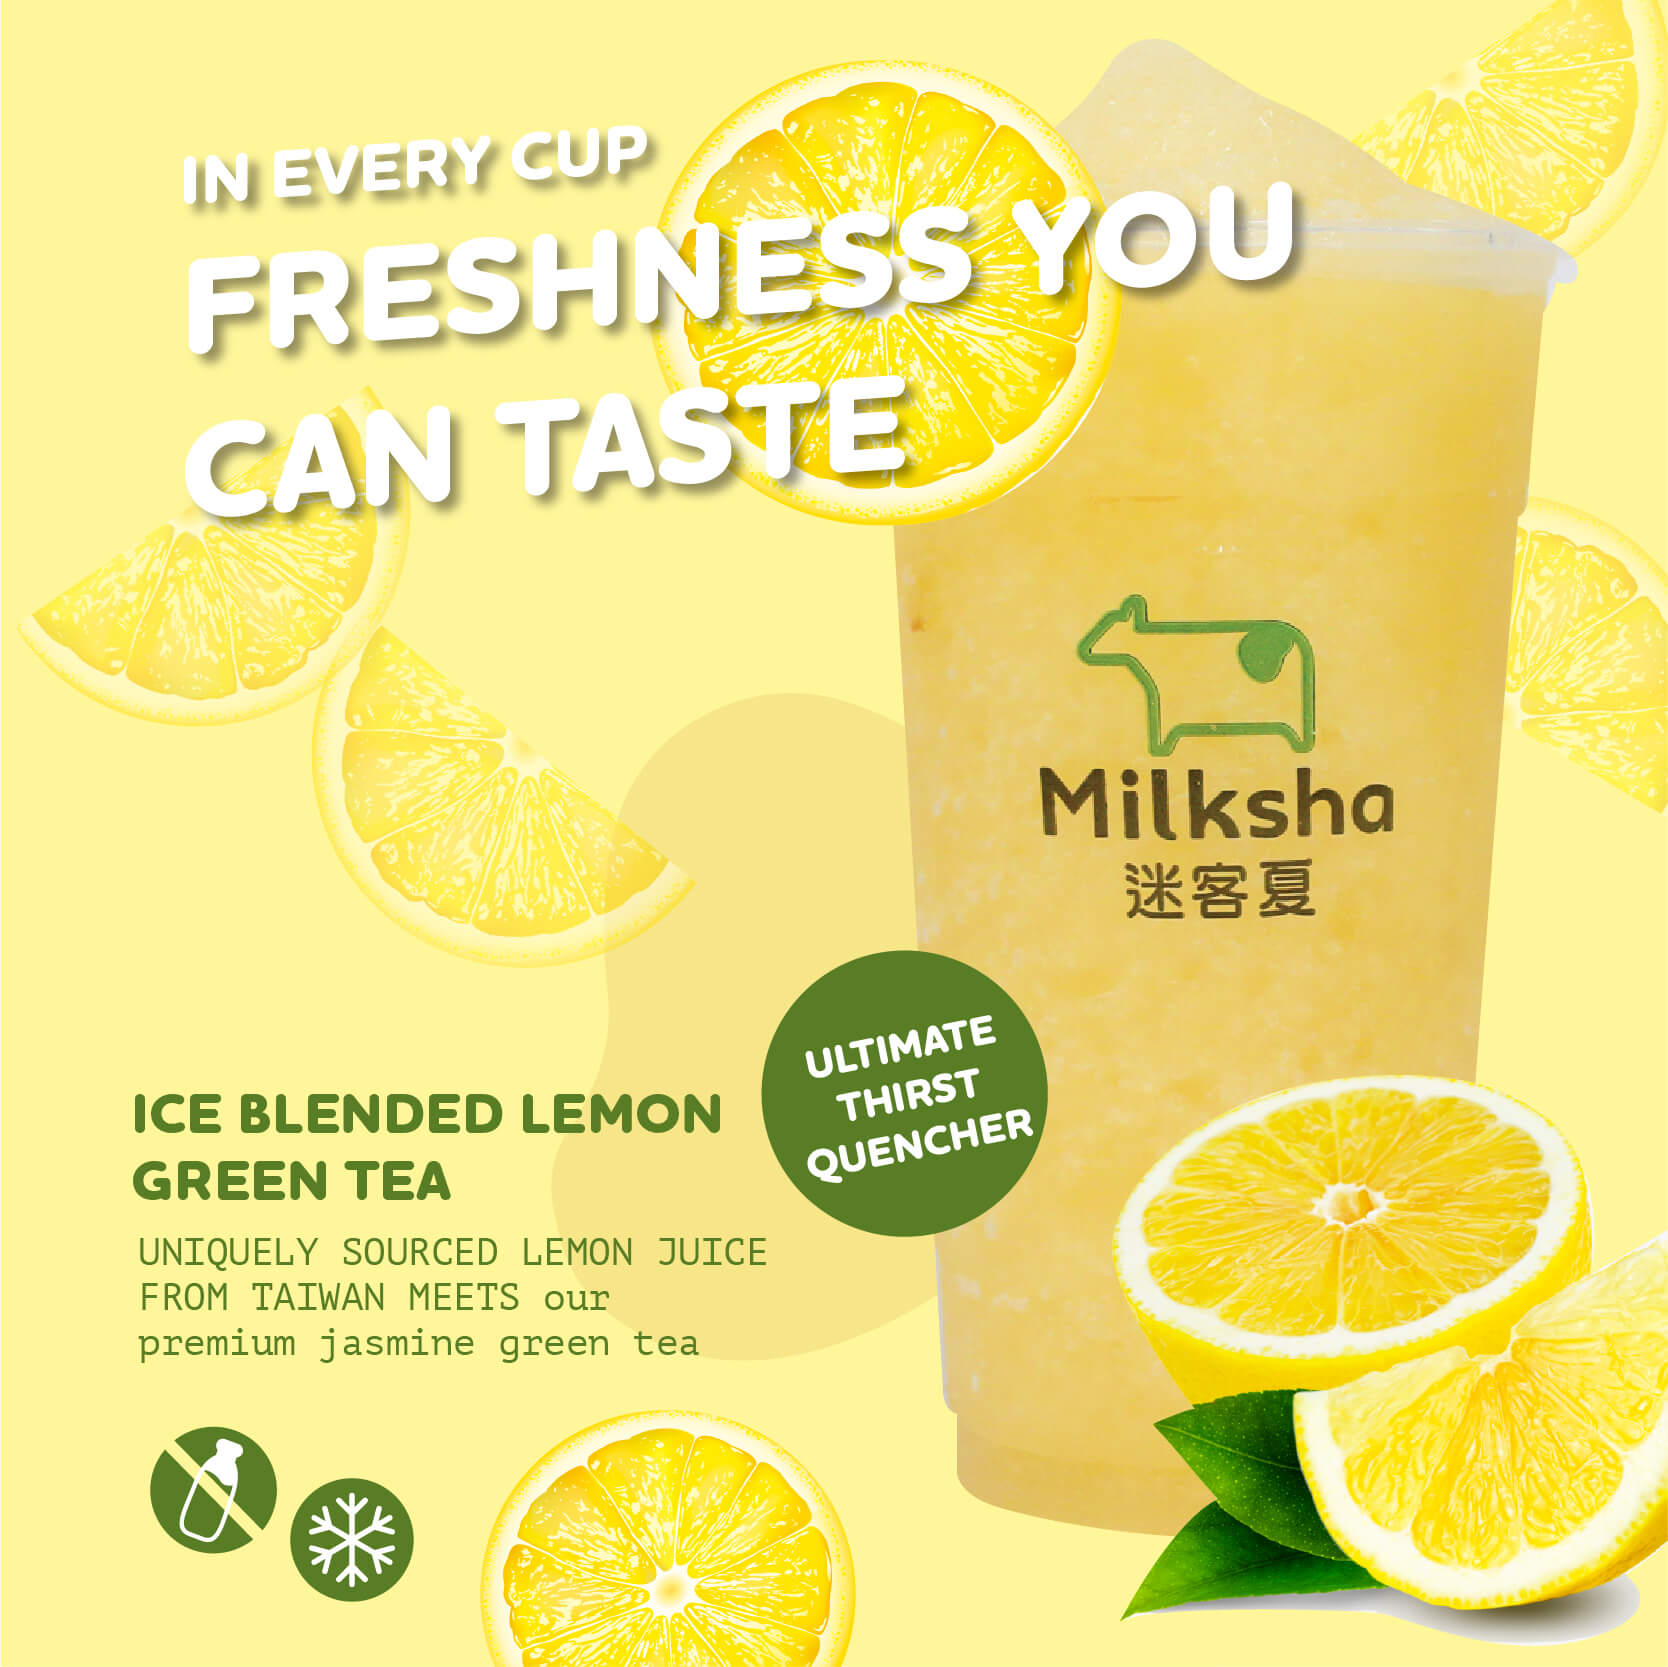 IN EVERY CUP
FRESHNESS YOU
CAN TASTE
Milksha
迷客夏
ULTIMATE
THIRST
QUENCHER
ICE BLENDED LEMON
GREEN TEA
UNIQUELY SOURCED LEMON JUICE
FROM TAIWAN MEETS our
premium jasmine green tea